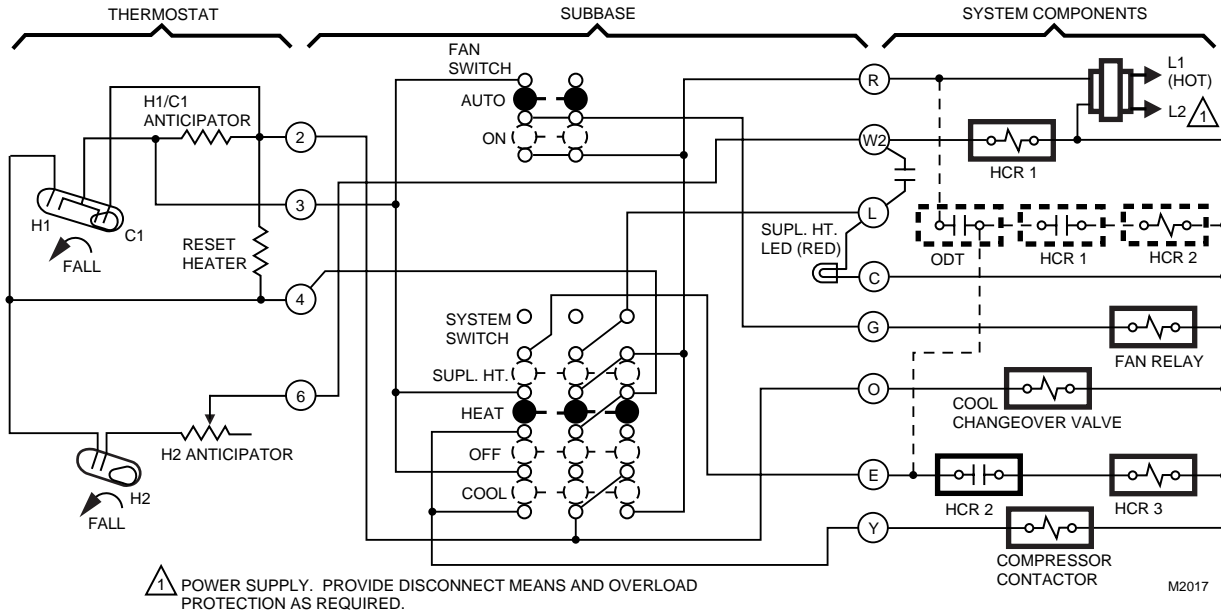 THERMOSTAT
SUBBASE
SYSTEM COMPONENTS
FAN
SWITCH
AUTO
ON
H1/C1
ANTICIPATOR
2
3
4
6
H1
C1
FALL
RESET
HEATER
H2 ANTICIPATOR
H2
FALL
SYSTEM
SWITCH
SUPL. HT.
HEAT
OFF
COOL
R
W2
L
C
G
O
E
Y
SUPL. HT.
LED (RED)
L1
(HOT)
L2
1
HCR 1
ODT
HCR 1
HCR 2
FAN RELAY
COOL
CHANGEOVER VALVE
HCR 2
HCR 3
COMPRESSOR
CONTACTOR
1 POWER SUPPLY. PROVIDE DISCONNECT MEANS AND OVERLOAD
PROTECTION AS REQUIRED.
M2017